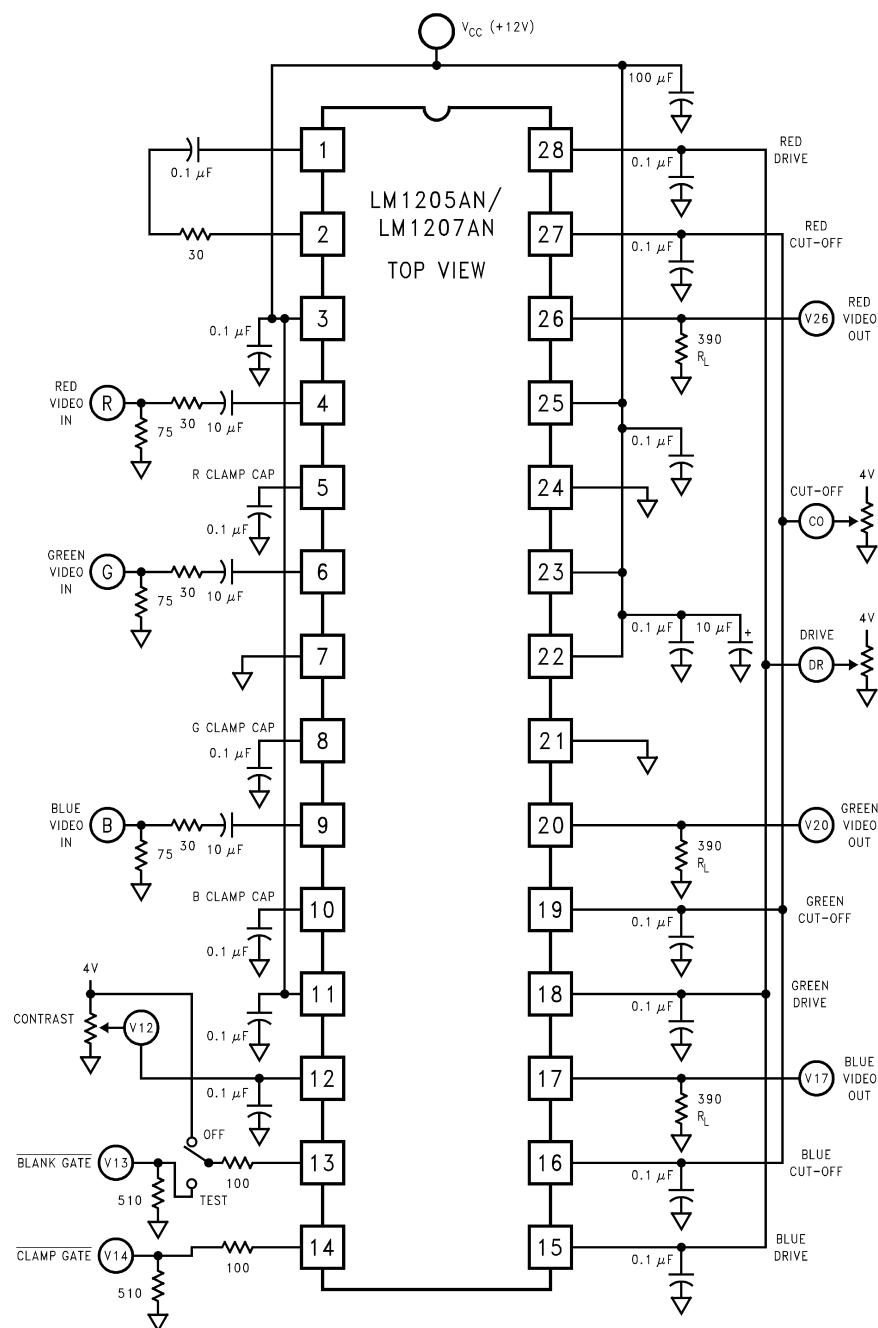 V_CC (+12V)
100 µF
1
28
0.1 µF
0.1 µF
RED
DRIVE
LM1205AN/
LM1207AN
TOP VIEW
2
27
30
0.1 µF
RED
CUT-OFF
3
26
0.1 µF
390
R_L
V26
RED
VIDEO
OUT
RED
VIDEO
IN
R
75
30
10 µF
4
25
0.1 µF
R CLAMP CAP
5
24
0.1 µF
CUT-OFF
CO
4V
GREEN
VIDEO
IN
G
75
30
10 µF
6
23
0.1 µF
10 µF
+
7
22
DRIVE
DR
4V
G CLAMP CAP
0.1 µF
8
21
BLUE
VIDEO
IN
B
75
30
10 µF
9
20
390
R_L
V20
GREEN
VIDEO
OUT
B CLAMP CAP
10
19
0.1 µF
0.1 µF
GREEN
CUT-OFF
4V
11
18
0.1 µF
0.1 µF
GREEN
DRIVE
CONTRAST
V12
12
17
0.1 µF
390
R_L
V17
BLUE
VIDEO
OUT
OFF
BLANK GATE
V13
510
TEST
100
13
16
0.1 µF
BLUE
CUT-OFF
CLAMP GATE
V14
510
100
14
15
0.1 µF
BLUE
DRIVE